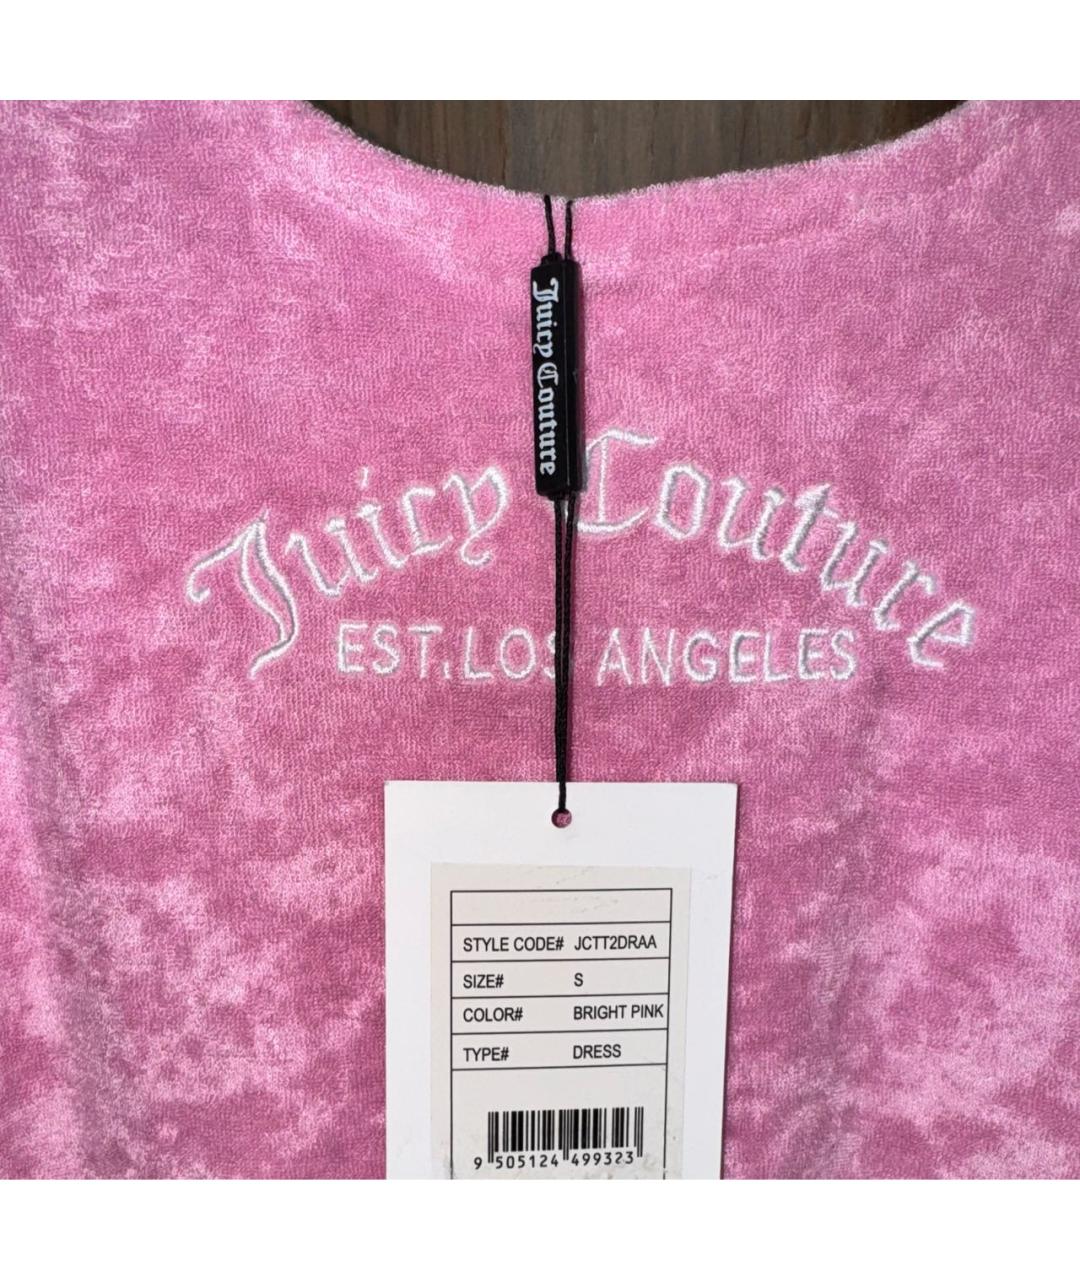 Juicy Couture
Juicy Couture
EST. LOS ANGELES
STYLE CODE# JCTT2DRAA
SIZE# S
COLOR# BRIGHT PINK
TYPE# DRESS
9 505124 499323